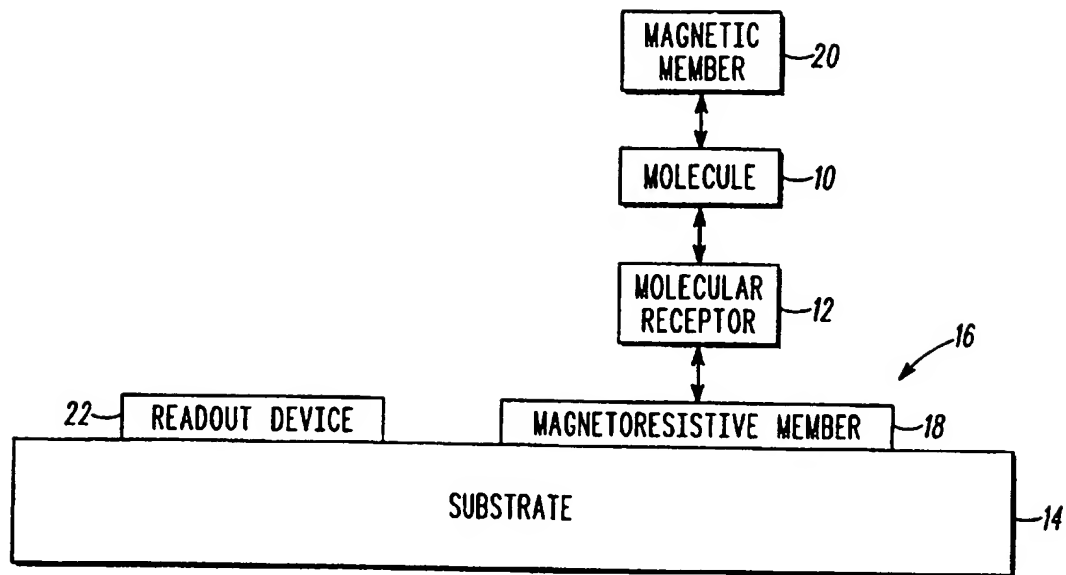 MAGNETIC
MEMBER
20
MOLECULE
10
MOLECULAR
RECEPTOR
12
16
22
READOUT DEVICE
MAGNETORESISTIVE MEMBER
18
SUBSTRATE
14